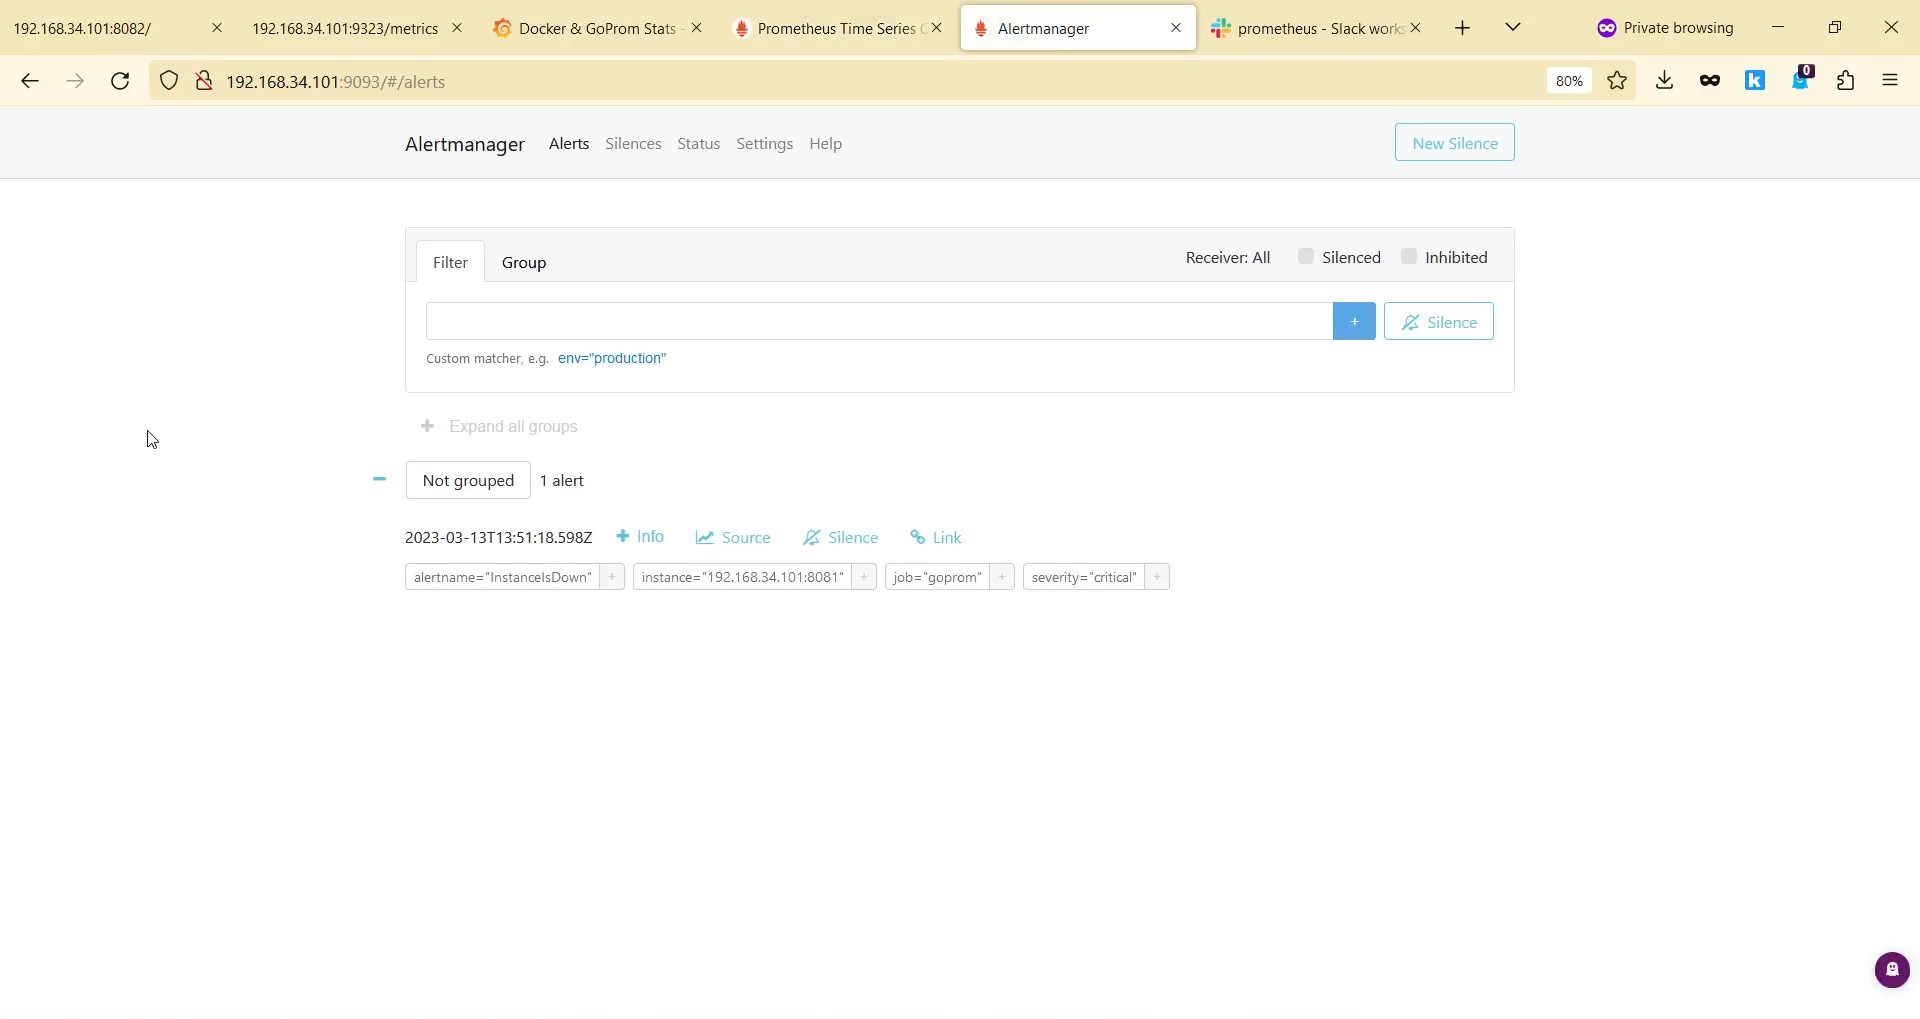 192.168.34.101:8082/
192.168.34.101:9323/metrics
Docker & GoProm Stats -
Prometheus Time Series
Alertmanager
prometheus - Slack works
Private browsing
192.168.34.101:9093/#/alerts
80%
0
Alertmanager
Alerts
Silences
Status
Settings
Help
New Silence
Filter
Group
Receiver: All
Silenced
Inhibited
+
Silence
Custom matcher, e.g. env="production"
+ Expand all groups
Not grouped
1 alert
2023-03-13T13:51:18.598Z
+ Info
Source
Silence
Link
alertname="InstanceIsDown" +
instance="192.168.34.101:8081" +
job="goprom" +
severity="critical" +